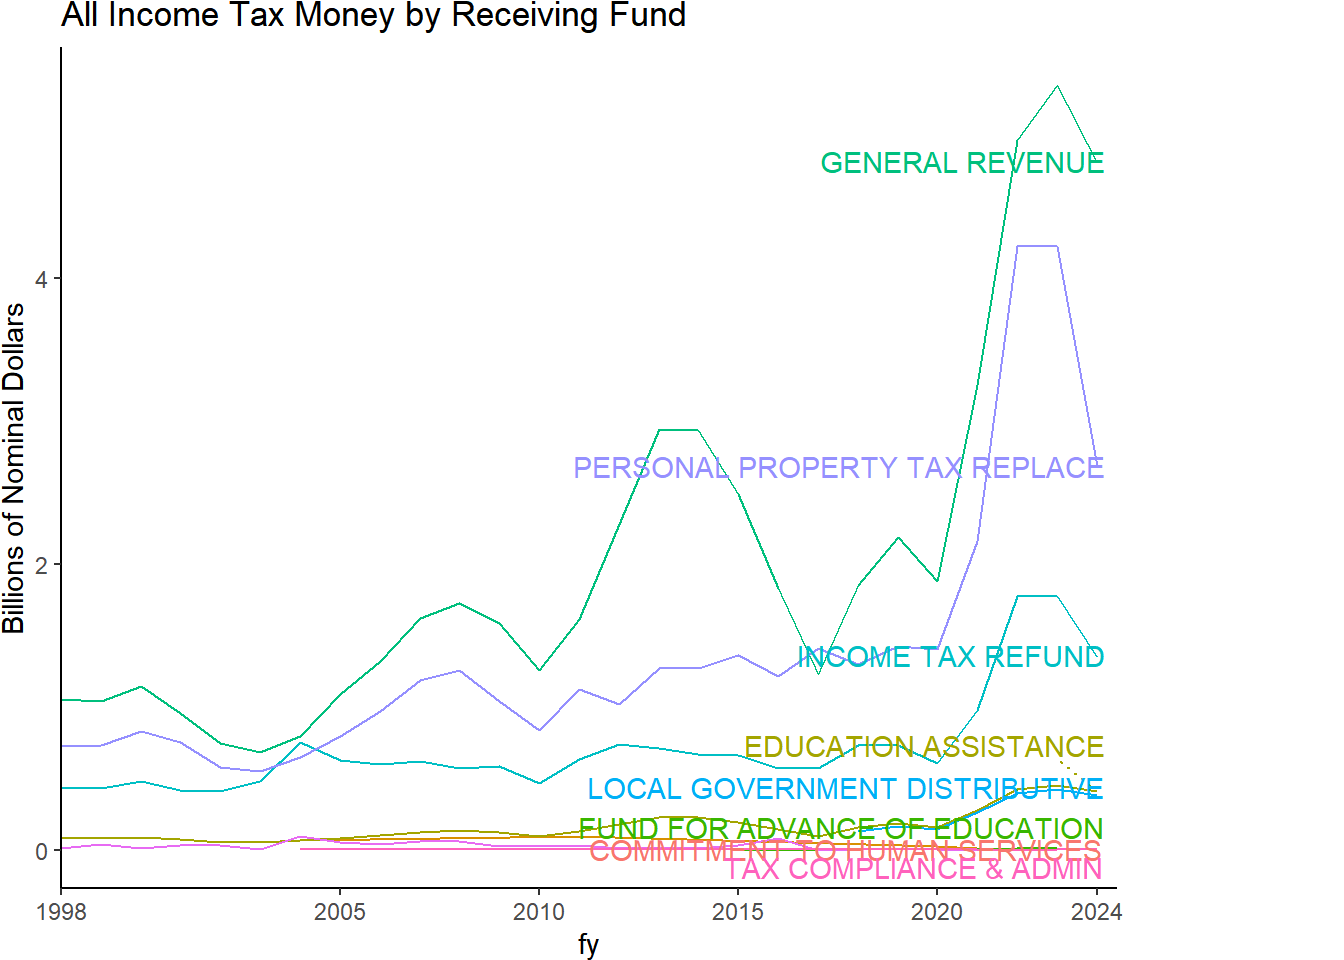 All Income Tax Money by Receiving Fund
Billions of Nominal Dollars
4
2
0
GENERAL REVENUE
PERSONAL PROPERTY TAX REPLACE
INCOME TAX REFUND
EDUCATION ASSISTANCE
LOCAL GOVERNMENT DISTRIBUTIVE
FUND FOR ADVANCE OF EDUCATION
COMMITMENT TO HUMAN SERVICES
TAX COMPLIANCE & ADMIN
1998 2005 2010 2015 2020 2024
fy